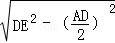 √(DE² - (AD/2)²)